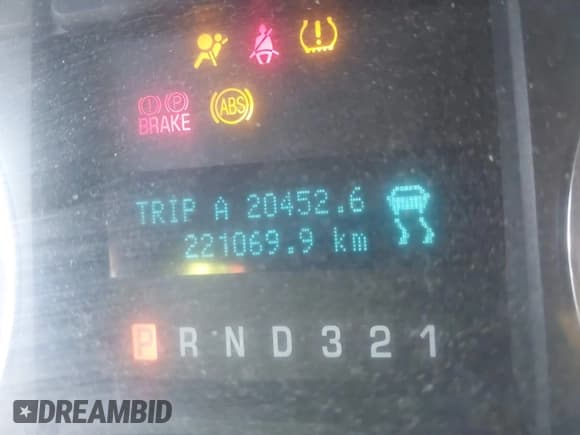 BRAKE
ABS
TRIP A 20452.6
221069.9 km
P R N D 3 2 1
DREAMBID